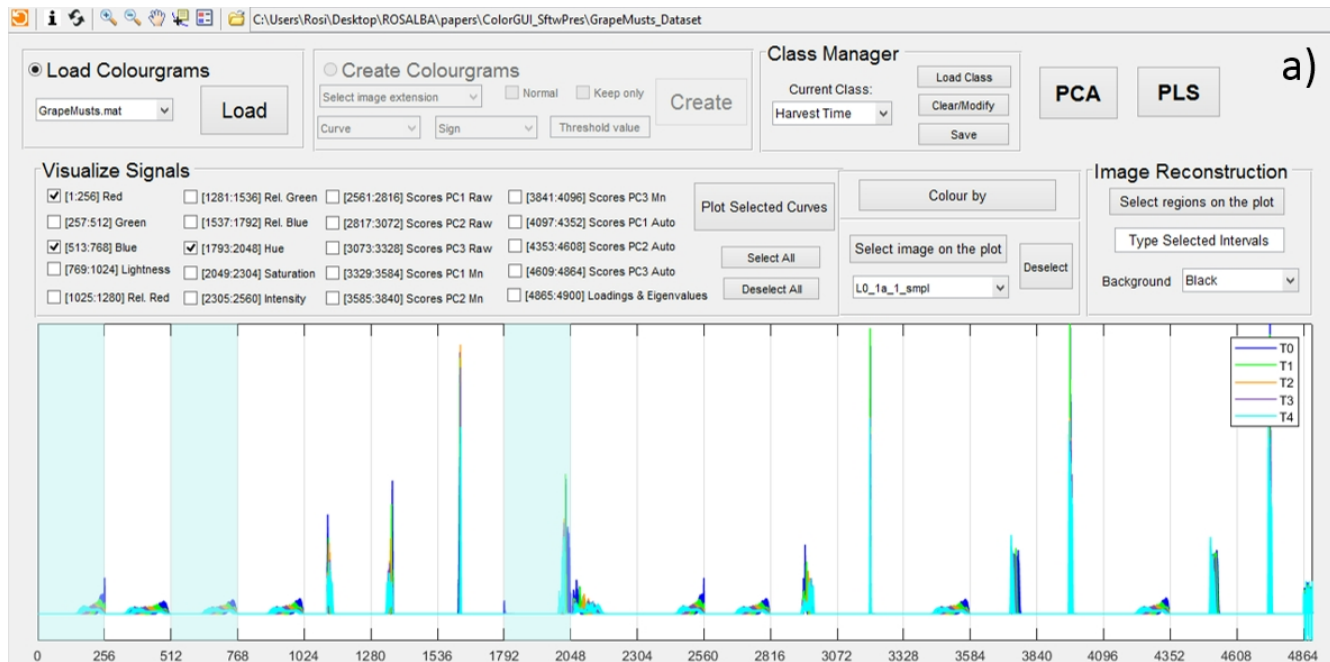 C:\Users\Rosi\Desktop\ROSALBA\papers\ColorGUI_SftwPres\GrapeMusts_Dataset
a)
Load Colourgrams
GrapeMusts.mat
Load
Create Colourgrams
Select image extension
Normal
Keep only
Curve
Sign
Threshold value
Create
Class Manager
Current Class:
Harvest Time
Load Class
Clear/Modify
Save
PCA
PLS
Visualize Signals
[1:256] Red
[1281:1536] Rel. Green
[2561:2816] Scores PC1 Raw
[3841:4096] Scores PC3 Mn
[257:512] Green
[1537:1792] Rel. Blue
[2817:3072] Scores PC2 Raw
[4097:4352] Scores PC1 Auto
[513:768] Blue
[1793:2048] Hue
[3073:3328] Scores PC3 Raw
[4353:4608] Scores PC2 Auto
[769:1024] Lightness
[2049:2304] Saturation
[3329:3584] Scores PC1 Mn
[4609:4864] Scores PC3 Auto
[1025:1280] Rel. Red
[2305:2560] Intensity
[3585:3840] Scores PC2 Mn
[4865:4900] Loadings & Eigenvalues
Plot Selected Curves
Select All
Deselect All
Colour by
Select image on the plot
L0_1a_1_smpl
Deselect
Image Reconstruction
Select regions on the plot
Type Selected Intervals
Background
Black
T0
T1
T2
T3
T4
0 256 512 768 1024 1280 1536 1792 2048 2304 2560 2816 3072 3328 3584 3840 4096 4352 4608 4864